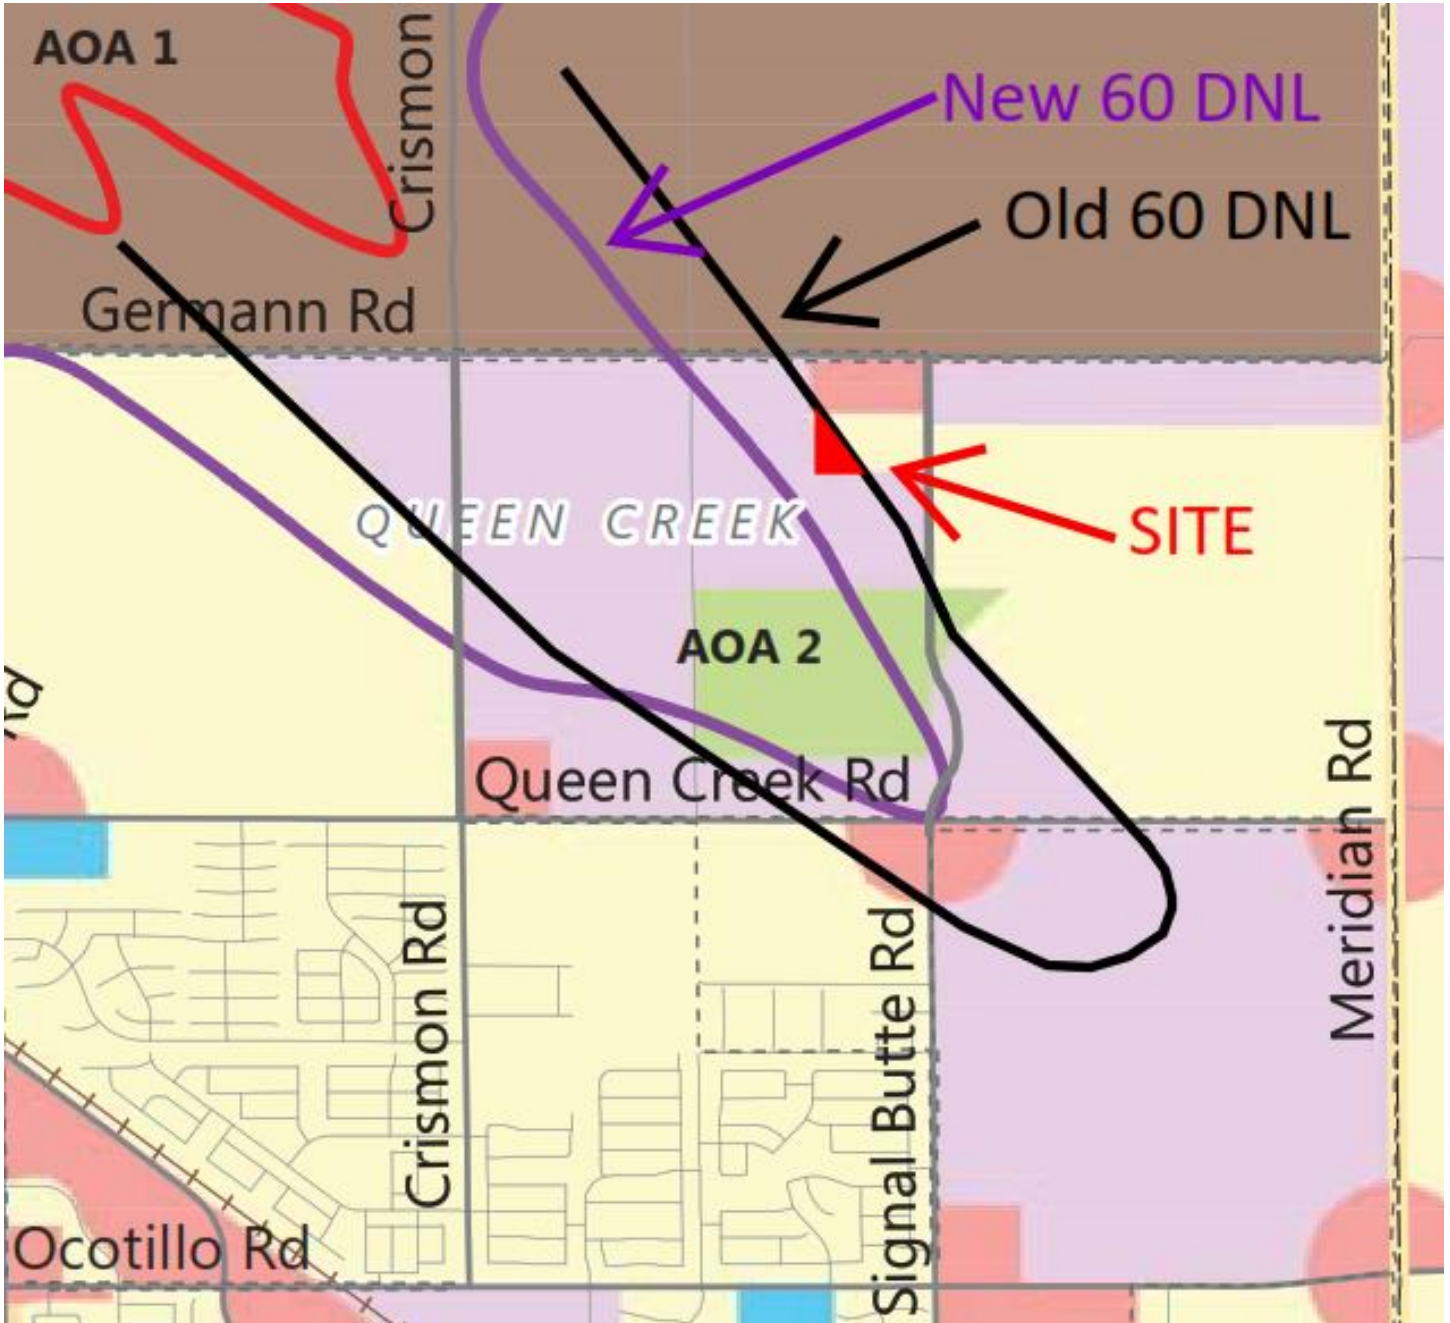 AOA 1
Crismon
New 60 DNL
Old 60 DNL
Germann Rd
QUEEN CREEK
SITE
AOA 2
Rd
Queen Creek Rd
Meridian Rd
Crismon Rd
Signal Butte Rd
Ocotillo Rd